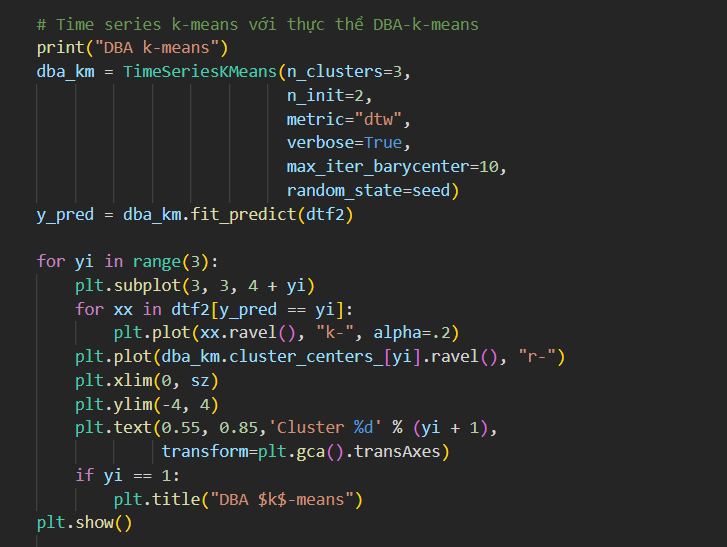 # Time series k-means với thực thể DBA-k-means
print("DBA k-means")
dba_km = TimeSeriesKMeans(n_clusters=3,
                          n_init=2,
                          metric="dtw",
                          verbose=True,
                          max_iter_barycenter=10,
                          random_state=seed)
y_pred = dba_km.fit_predict(dtf2)

for yi in range(3):
    plt.subplot(3, 3, 4 + yi)
    for xx in dtf2[y_pred == yi]:
        plt.plot(xx.ravel(), "k-", alpha=.2)
    plt.plot(dba_km.cluster_centers_[yi].ravel(), "r-")
    plt.xlim(0, sz)
    plt.ylim(-4, 4)
    plt.text(0.55, 0.85,'Cluster %d' % (yi + 1),
             transform=plt.gca().transAxes)
    if yi == 1:
        plt.title("DBA $k$-means")
plt.show()